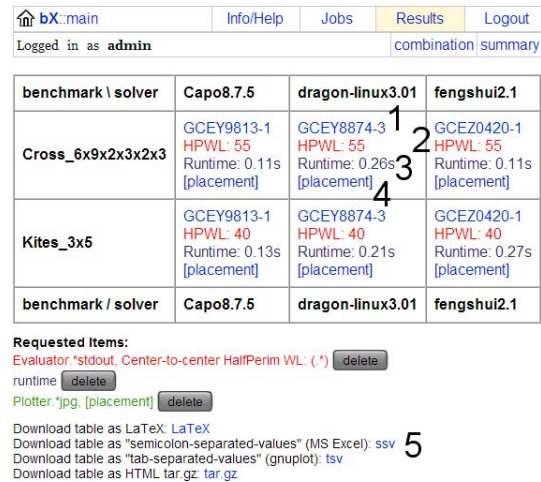 bX::main Info/Help Jobs Results Logout
Logged in as admin combination summary
benchmark \ solver Capo8.7.5 dragon-linux3.01 fengshui2.1
GCEY9813-1 GCEY8874-3 1 GCEZ0420-1
HPWL: 55 HPWL: 55 2 HPWL: 55
Cross_6x9x2x3x2x3 Runtime: 0.11s Runtime: 0.26s 3 Runtime: 0.11s
[placement] [placement] 4 [placement]
GCEY9813-1 GCEY8874-3 GCEZ0420-1
HPWL: 40 HPWL: 40 HPWL: 40
Kites_3x5 Runtime: 0.13s Runtime: 0.21s Runtime: 0.27s
[placement] [placement] [placement]
benchmark / solver Capo8.7.5 dragon-linux3.01 fengshui2.1
Requested Items:
Evaluator.*stdout, Center-to-center HalfPerim WL: (.*) delete
runtime delete
Plotter.*jpg, [placement] delete
Download table as LaTeX: LaTeX
Download table as "semicolon-separated-values" (MS Excel): ssv 5
Download table as "tab-separated-values" (gnuplot): tsv
Download table as HTML tar.gz: tar.gz